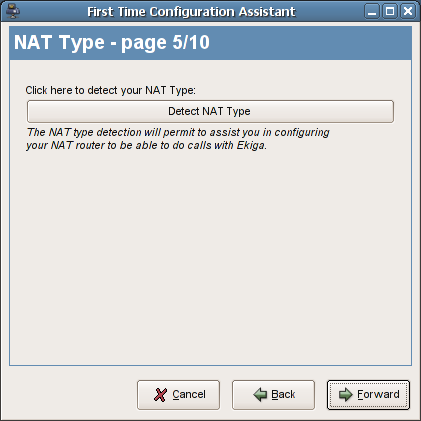 First Time Configuration Assistant
NAT Type - page 5/10
Click here to detect your NAT Type:
Detect NAT Type
The NAT type detection will permit to assist you in configuring
your NAT router to be able to do calls with Ekiga.
Cancel
Back
Forward